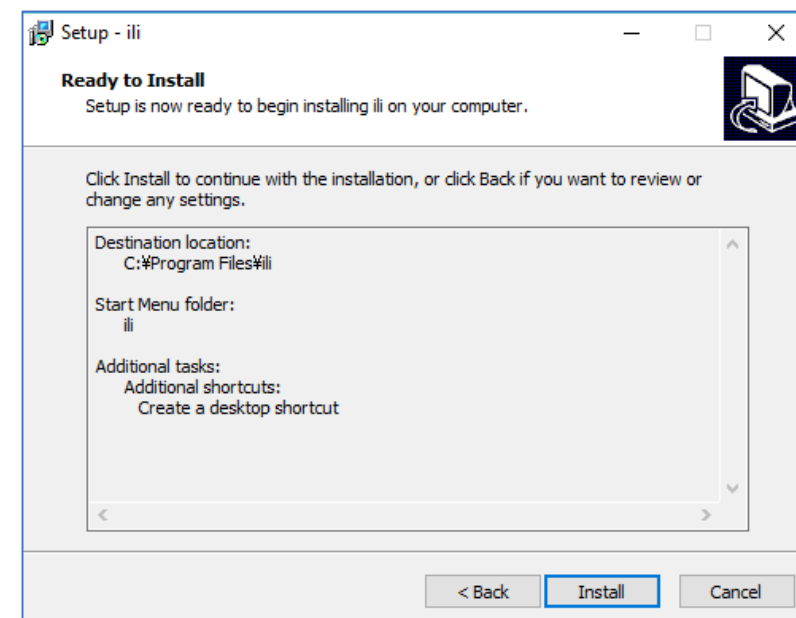 Setup - ili
Ready to Install
Setup is now ready to begin installing ili on your computer.
Click Install to continue with the installation, or click Back if you want to review or
change any settings.
Destination location:
C:¥Program Files¥ili
Start Menu folder:
ili
Additional tasks:
Additional shortcuts:
Create a desktop shortcut
< Back Install Cancel